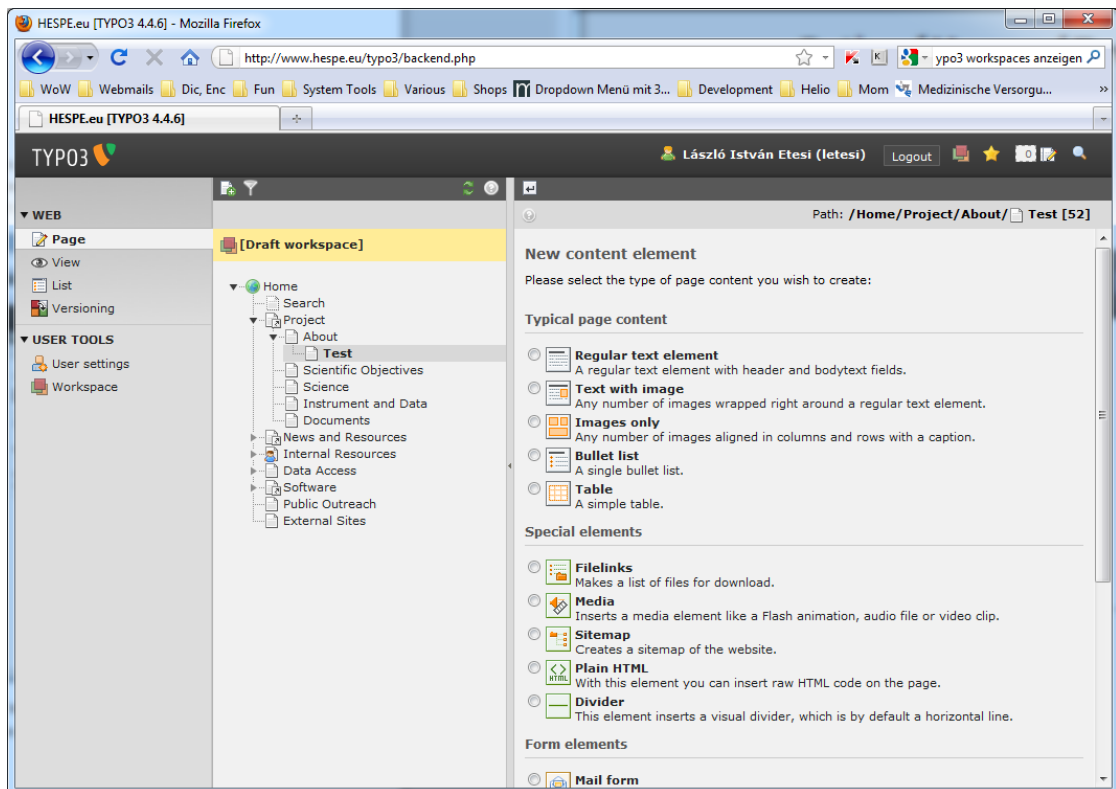 HESPE.eu [TYPO3 4.4.6] - Mozilla Firefox
http://www.hespe.eu/typo3/backend.php
ypo3 workspaces anzeigen
WoW Webmails Dic, Enc Fun System Tools Various Shops Dropdown Menü mit 3... Development Helio Mom Medizinische Versorgu... »
HESPE.eu [TYPO3 4.4.6]
TYPO3
László István Etesi (letesi) Logout 0
WEB
Page
View
List
Versioning
USER TOOLS
User settings
Workspace
[Draft workspace]
Home
Search
Project
About
Test
Scientific Objectives
Science
Instrument and Data
Documents
News and Resources
Internal Resources
Data Access
Software
Public Outreach
External Sites
Path: /Home/Project/About/ Test [52]
New content element
Please select the type of page content you wish to create:
Typical page content
Regular text element
A regular text element with header and bodytext fields.
Text with image
Any number of images wrapped right around a regular text element.
Images only
Any number of images aligned in columns and rows with a caption.
Bullet list
A single bullet list.
Table
A simple table.
Special elements
Filelinks
Makes a list of files for download.
Media
Inserts a media element like a Flash animation, audio file or video clip.
Sitemap
Creates a sitemap of the website.
Plain HTML
HTML
With this element you can insert raw HTML code on the page.
Divider
This element inserts a visual divider, which is by default a horizontal line.
Form elements
Mail form